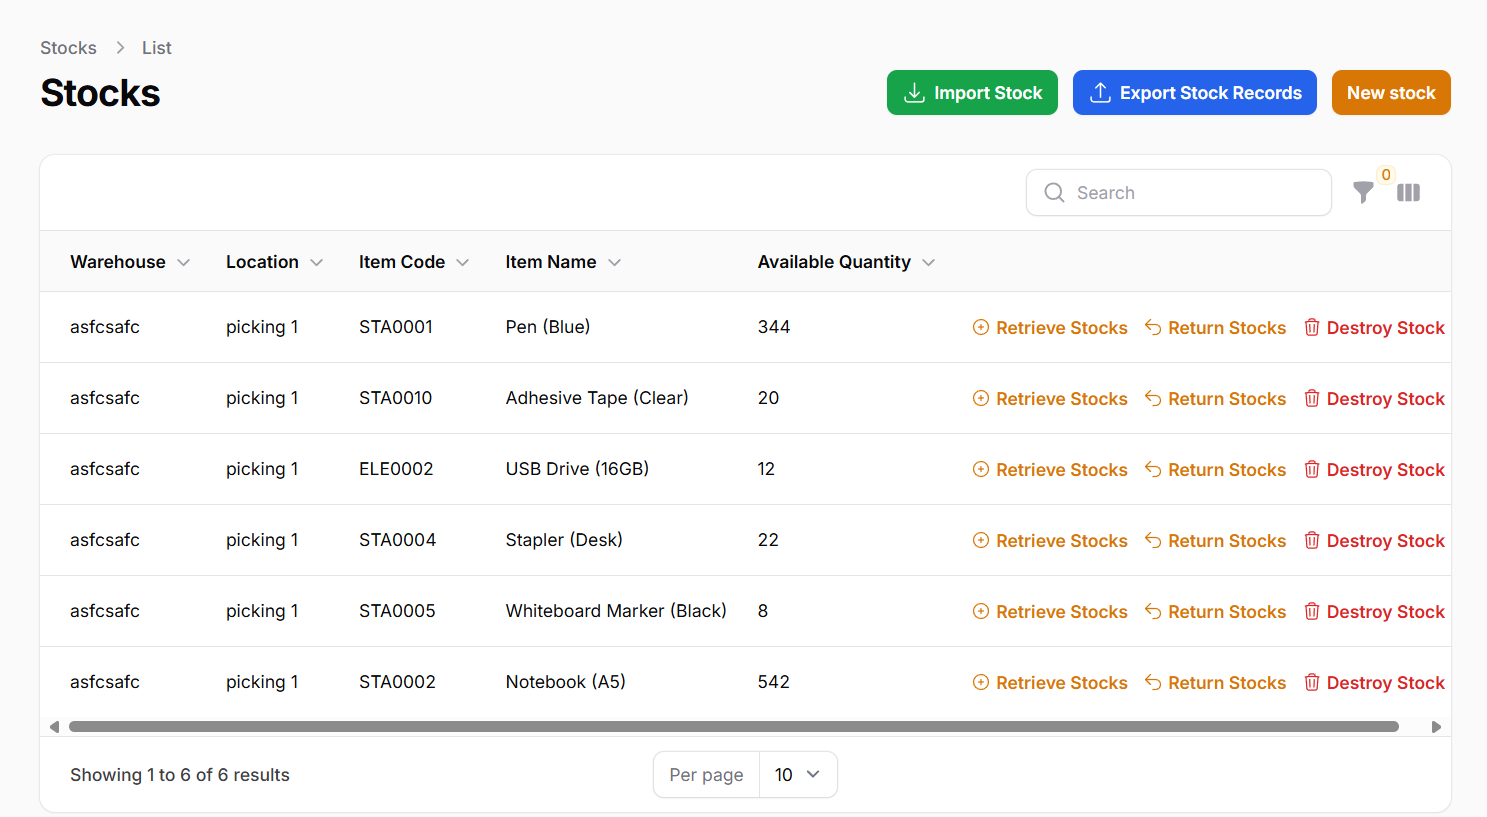 Stocks > List
Stocks
Import Stock Export Stock Records New stock
Search 0
Warehouse Location Item Code Item Name Available Quantity
asfcsafc picking 1 STA0001 Pen (Blue) 344 Retrieve Stocks Return Stocks Destroy Stock
asfcsafc picking 1 STA0010 Adhesive Tape (Clear) 20 Retrieve Stocks Return Stocks Destroy Stock
asfcsafc picking 1 ELE0002 USB Drive (16GB) 12 Retrieve Stocks Return Stocks Destroy Stock
asfcsafc picking 1 STA0004 Stapler (Desk) 22 Retrieve Stocks Return Stocks Destroy Stock
asfcsafc picking 1 STA0005 Whiteboard Marker (Black) 8 Retrieve Stocks Return Stocks Destroy Stock
asfcsafc picking 1 STA0002 Notebook (A5) 542 Retrieve Stocks Return Stocks Destroy Stock
Showing 1 to 6 of 6 results Per page 10